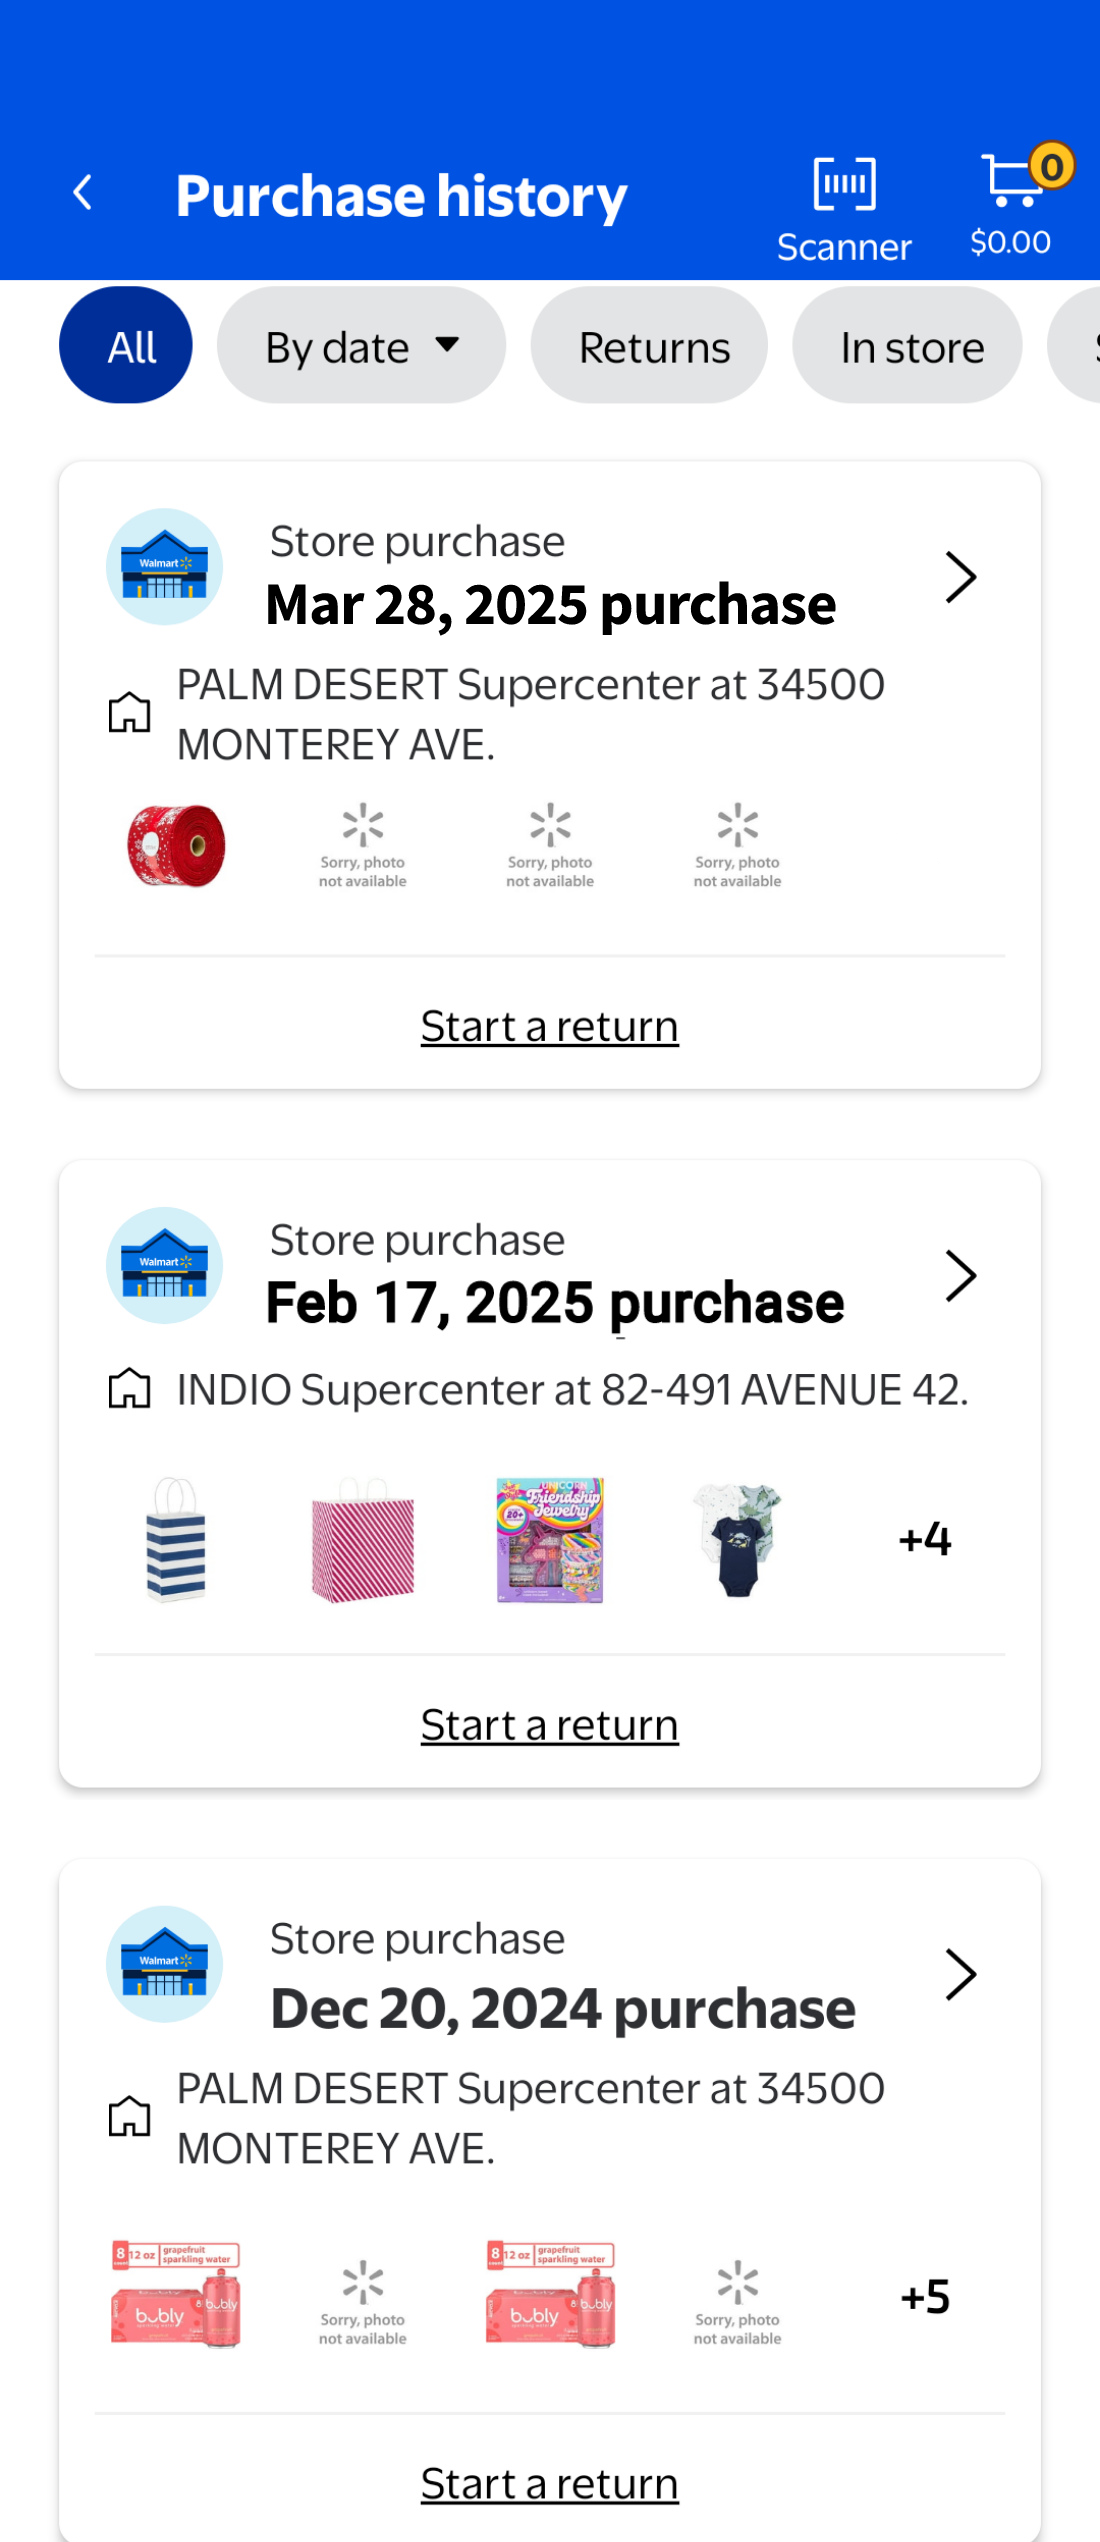 Purchase history
Scanner
0
$0.00
All
By date
Returns
In store
Walmart
Store purchase
Mar 28, 2025 purchase
PALM DESERT Supercenter at 34500
MONTEREY AVE.
Sorry, photo
not available
Sorry, photo
not available
Sorry, photo
not available
Start a return
Walmart
Store purchase
Feb 17, 2025 purchase
INDIO Supercenter at 82-491 AVENUE 42.
UNICORN
Friendship
Jewelry
20+
+4
Start a return
Walmart
Store purchase
Dec 20, 2024 purchase
PALM DESERT Supercenter at 34500
MONTEREY AVE.
8 12 oz grapefruit
sparkling water
bubly
bubly
Sorry, photo
not available
8 12 oz grapefruit
sparkling water
bubly
bubly
Sorry, photo
not available
+5
Start a return